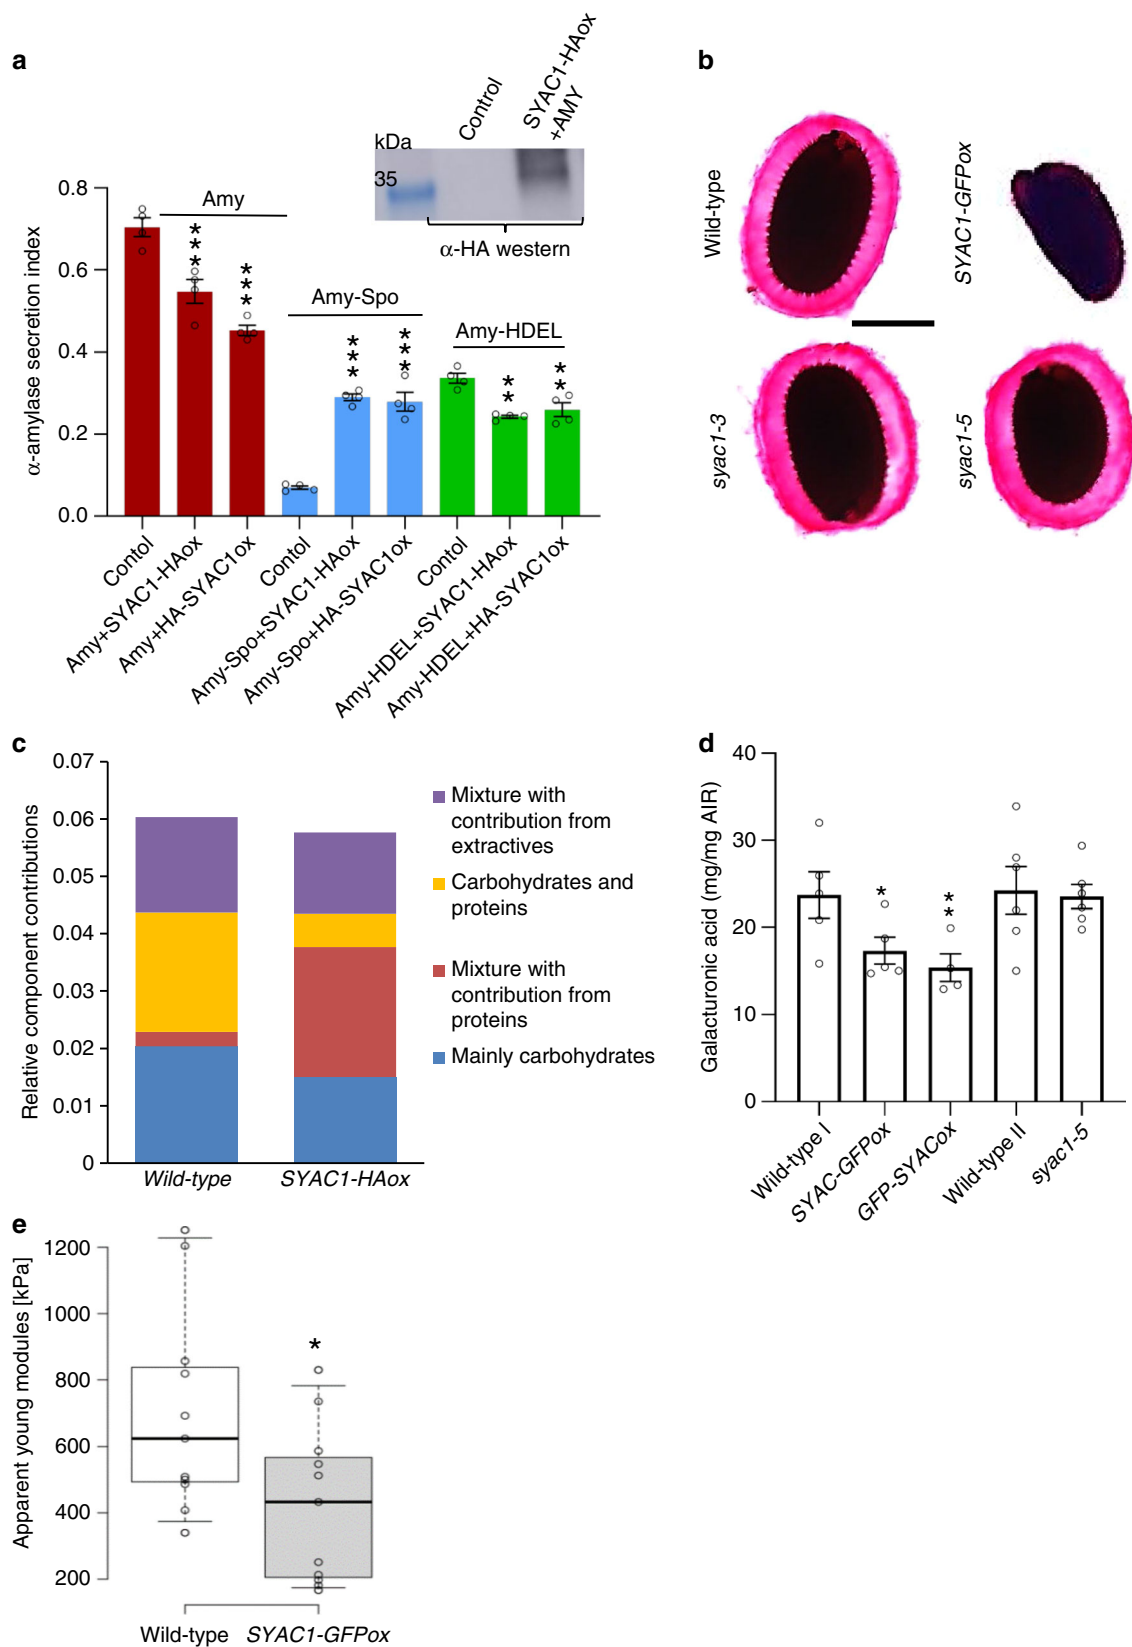 a
kDa
35
Control
SYAC1-HAox
+AMY
α-HA western
α-amylase secretion index
0.8
0.6
0.4
0.2
0.0
Amy
***
***
Amy-Spo
***
***
Amy-HDEL
**
**
Contol
Amy+SYAC1-HAox
Amy+HA-SYAC1ox
Control
Amy-Spo+SYAC1-HAox
Amy-Spo+HA-SYAC1ox
Control
Amy-HDEL+SYAC1-HAox
Amy-HDEL+HA-SYAC1ox
b
Wild-type
SYAC1-GFPox
syac1-3
syac1-5
c
Relative component contributions
0.07
0.06
0.05
0.04
0.03
0.02
0.01
0
Wild-type
SYAC1-HAox
Mixture with
contribution from
extractives
Carbohydrates and
proteins
Mixture with
contribution from
proteins
Mainly carbohydrates
d
Galacturonic acid (mg/mg AIR)
40
30
20
10
0
*
**
Wild-type I
SYAC-GFPox
GFP-SYACox
Wild-type II
syac1-5
e
Apparent young modules [kPa]
1200
1000
800
600
400
200
*
Wild-type
SYAC1-GFPox